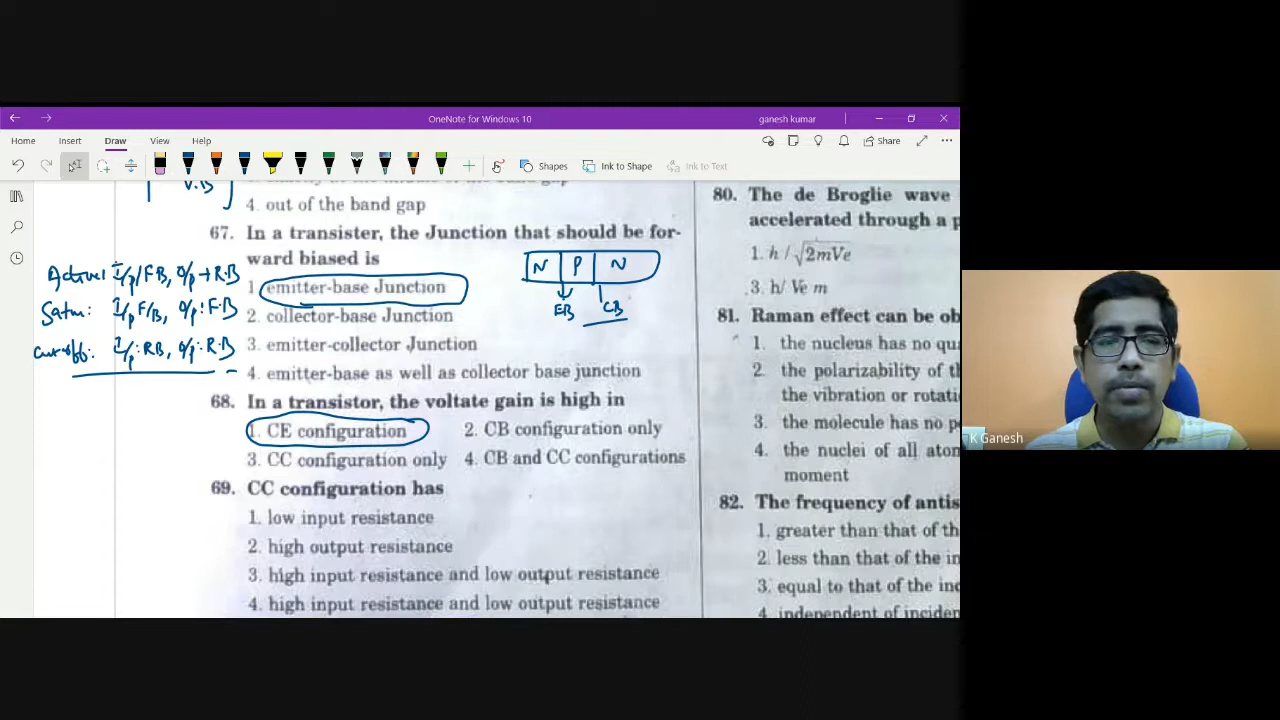 OneNote for Windows 10
ganesh kumar
Home Insert Draw View Help
Share
Shapes Ink to Shape Ink to Text
V.B
4. out of the band gap
67. In a transister, the Junction that should be for-
ward biased is
1 emitter-base Junction
2. collector-base Junction
3. emitter-collector Junction
4. emitter-base as well as collector base junction
68. In a transistor, the voltate gain is high in
1. CE configuration 2. CB configuration only
3. CC configuration only 4. CB and CC configurations
69. CC configuration has
1. low input resistance
2. high output resistance
3. high input resistance and low output resistance
4. high input resistance and low output resistance
I/p/FB, O/p→R.B
Satn: I/p F/B, O/p: F.B
Cut off: I/p: RB, O/p: R.B
N P N
EB CB
80. The de Broglie wave
accelerated through a p
1. h / √2mVe
3. h/ Ve m
81. Raman effect can be ob
1. the nucleus has no qua
2. the polarizability of th
the vibration or rotati
3. the molecule has no p
4. the nuclei of all atom
moment
82. The frequency of antis
1. greater than that of the
2. less than that of the in
3. equal to that of the inc
4. independent of inciden
K Ganesh